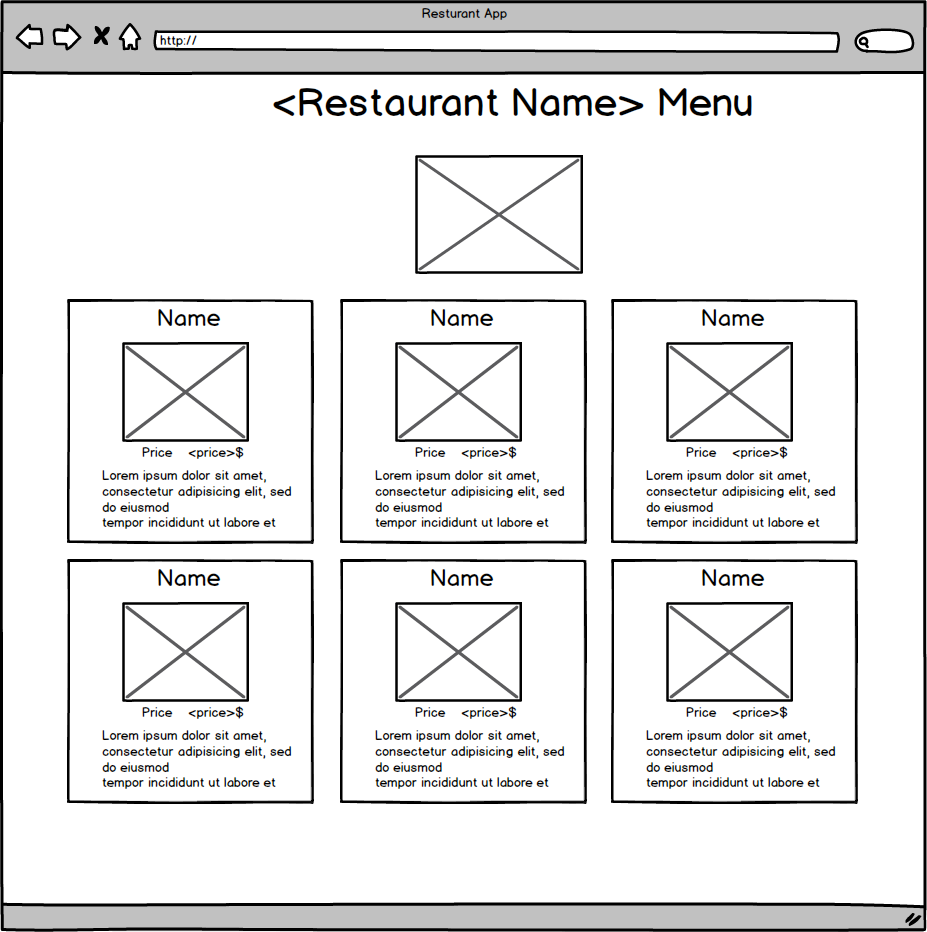 Resturant App
http://
<Restaurant Name> Menu
Name
Price <price>$
Lorem ipsum dolor sit amet,
consectetur adipisicing elit, sed
do eiusmod
tempor incididunt ut labore et
Name
Price <price>$
Lorem ipsum dolor sit amet,
consectetur adipisicing elit, sed
do eiusmod
tempor incididunt ut labore et
Name
Price <price>$
Lorem ipsum dolor sit amet,
consectetur adipisicing elit, sed
do eiusmod
tempor incididunt ut labore et
Name
Price <price>$
Lorem ipsum dolor sit amet,
consectetur adipisicing elit, sed
do eiusmod
tempor incididunt ut labore et
Name
Price <price>$
Lorem ipsum dolor sit amet,
consectetur adipisicing elit, sed
do eiusmod
tempor incididunt ut labore et
Name
Price <price>$
Lorem ipsum dolor sit amet,
consectetur adipisicing elit, sed
do eiusmod
tempor incididunt ut labore et